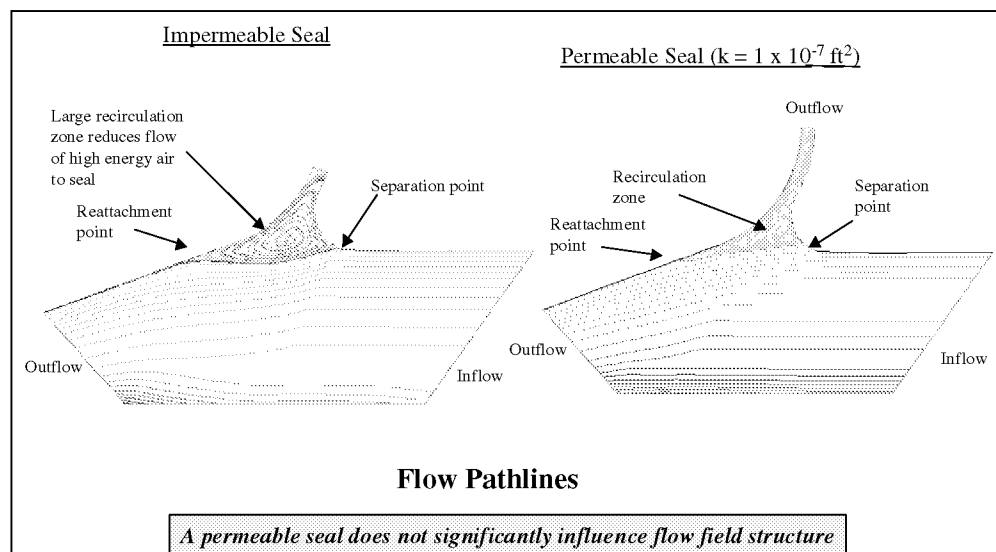 Impermeable Seal
Large recirculation
zone reduces flow
of high energy air
to seal
Reattachment
point
Separation point
Outflow
Inflow
Permeable Seal (k = 1 x 10⁻⁷ ft²)
Outflow
Recirculation
zone
Reattachment
point
Separation
point
Outflow
Inflow
Flow Pathlines
A permeable seal does not significantly influence flow field structure